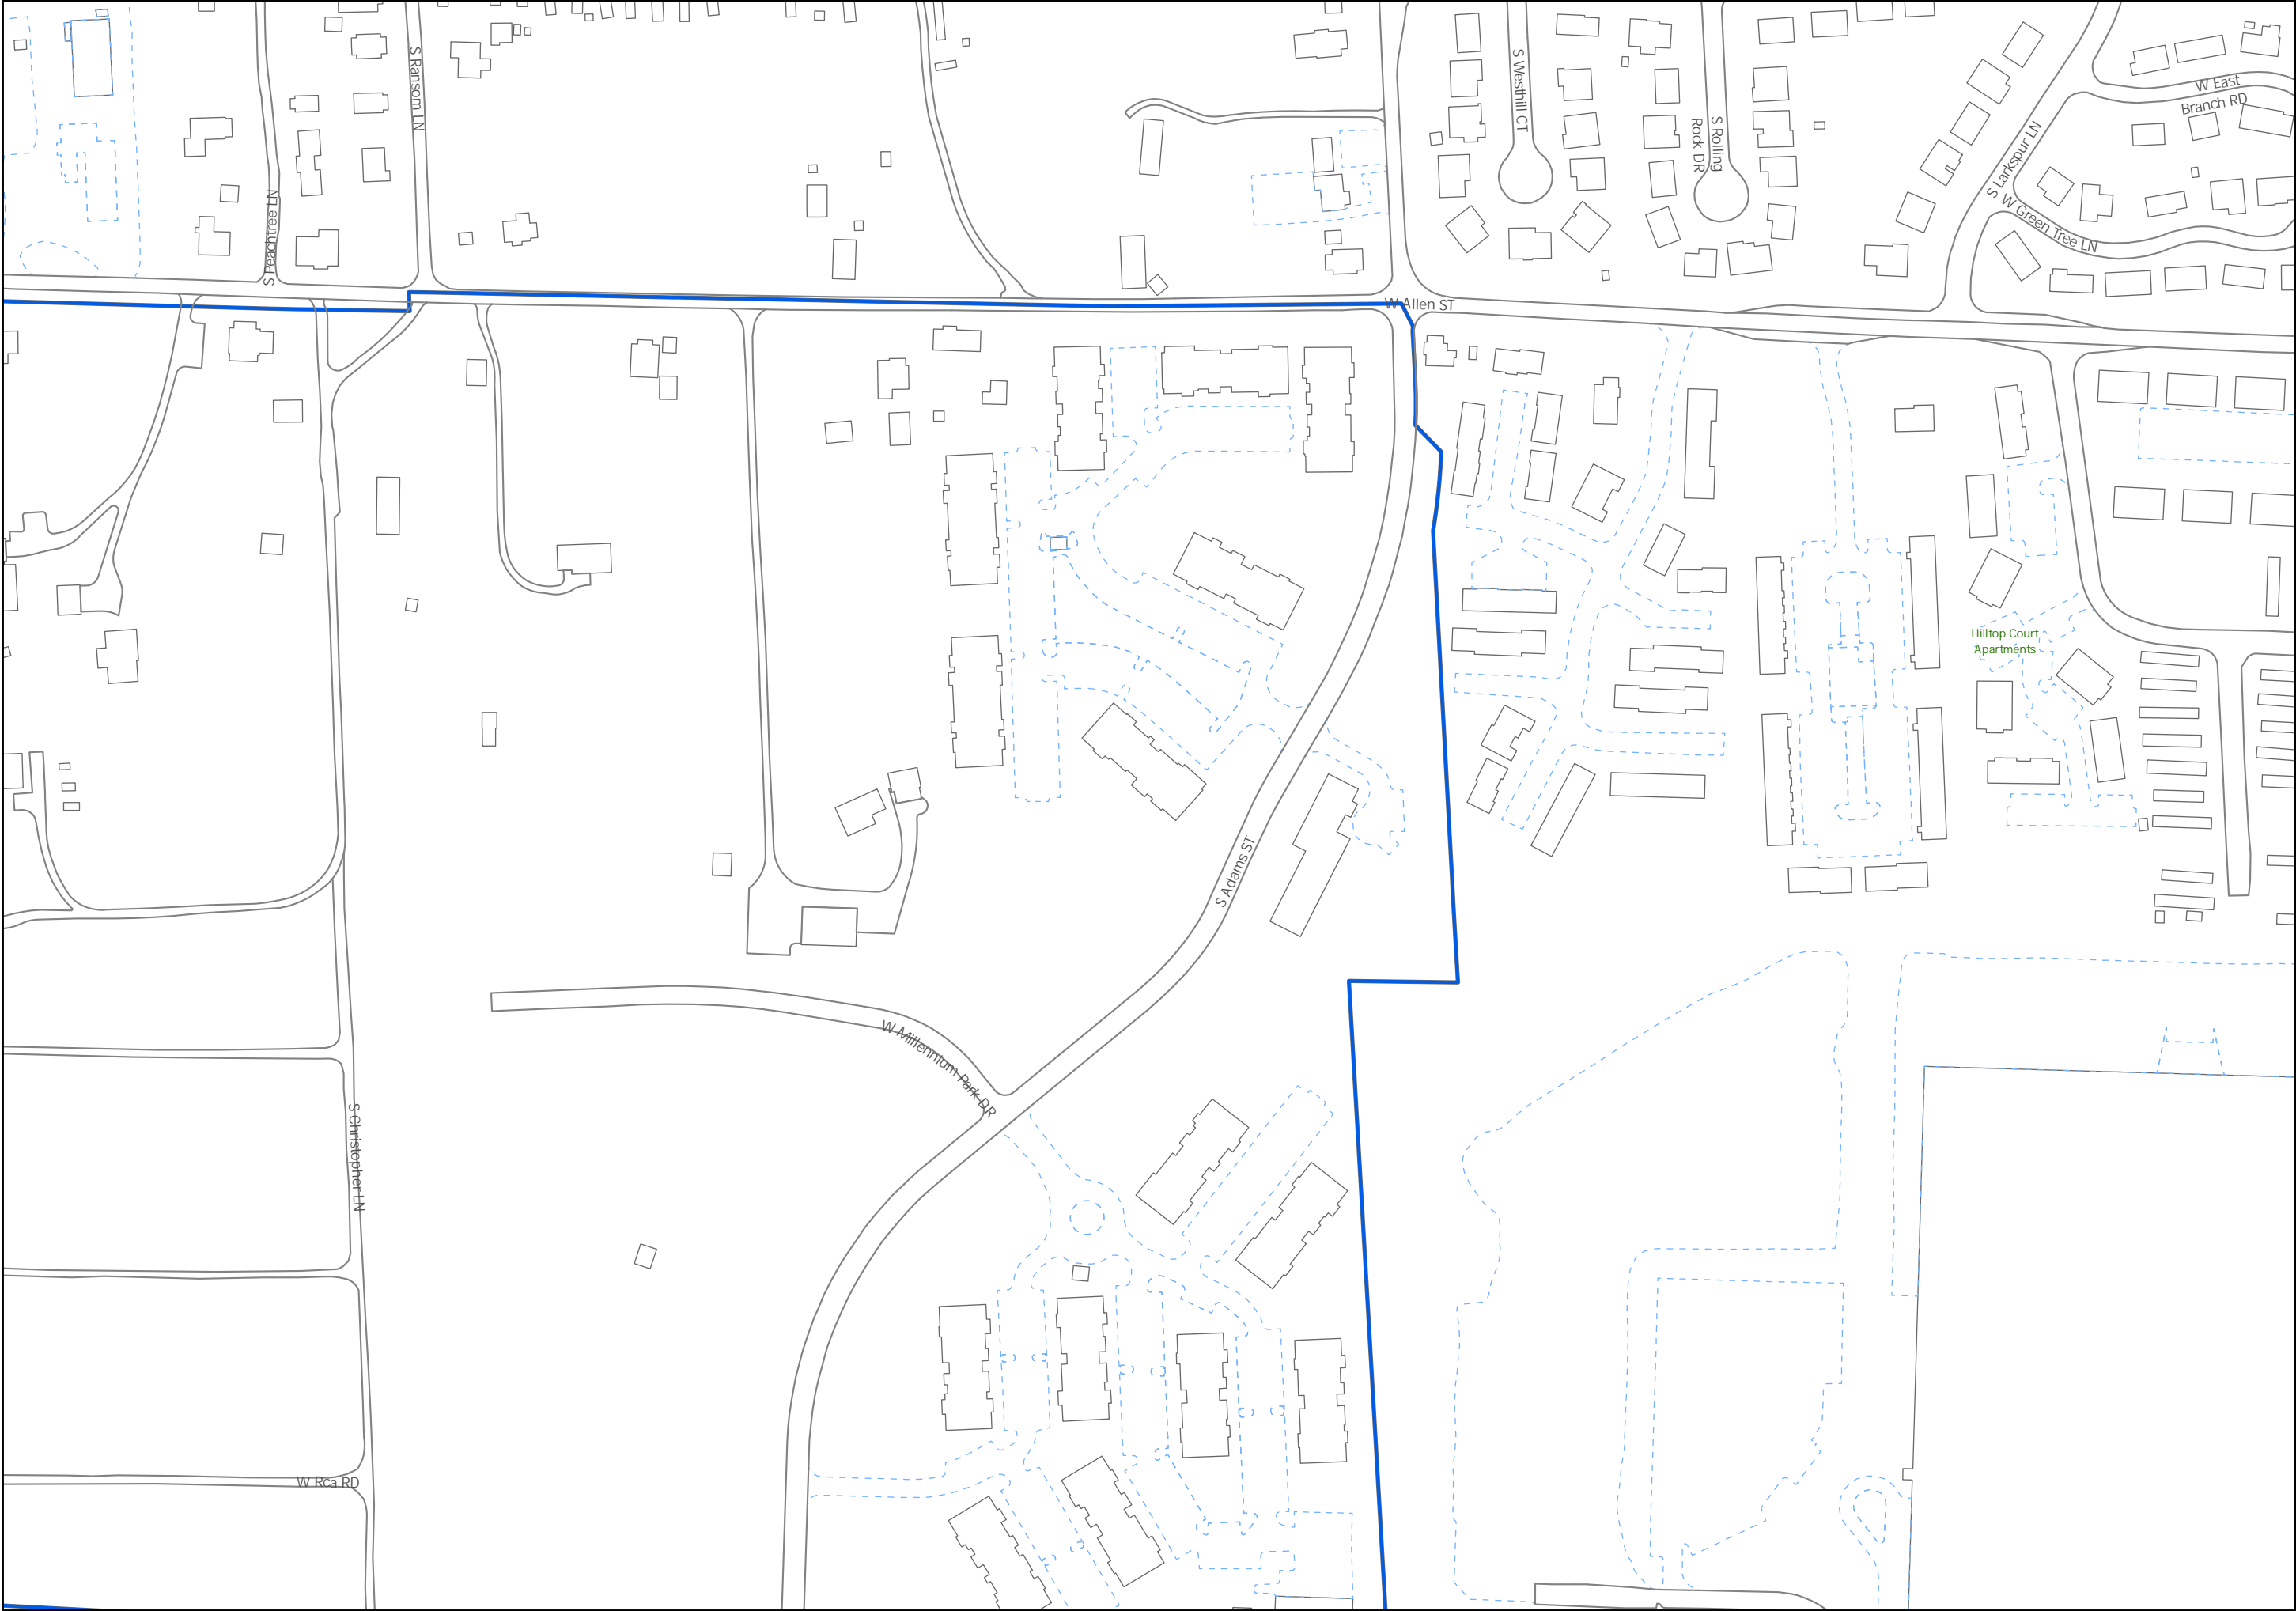 S Ransom LN
S Westhill CT
S Rolling
Rock DR
W East
Branch RD
S Larkspur LN
S Peachtree LN
W Green Tree LN
W Allen ST
Hilltop Court
Apartments
S Adams ST
W Millennium Park DR
S Christopher LN
W Rca RD